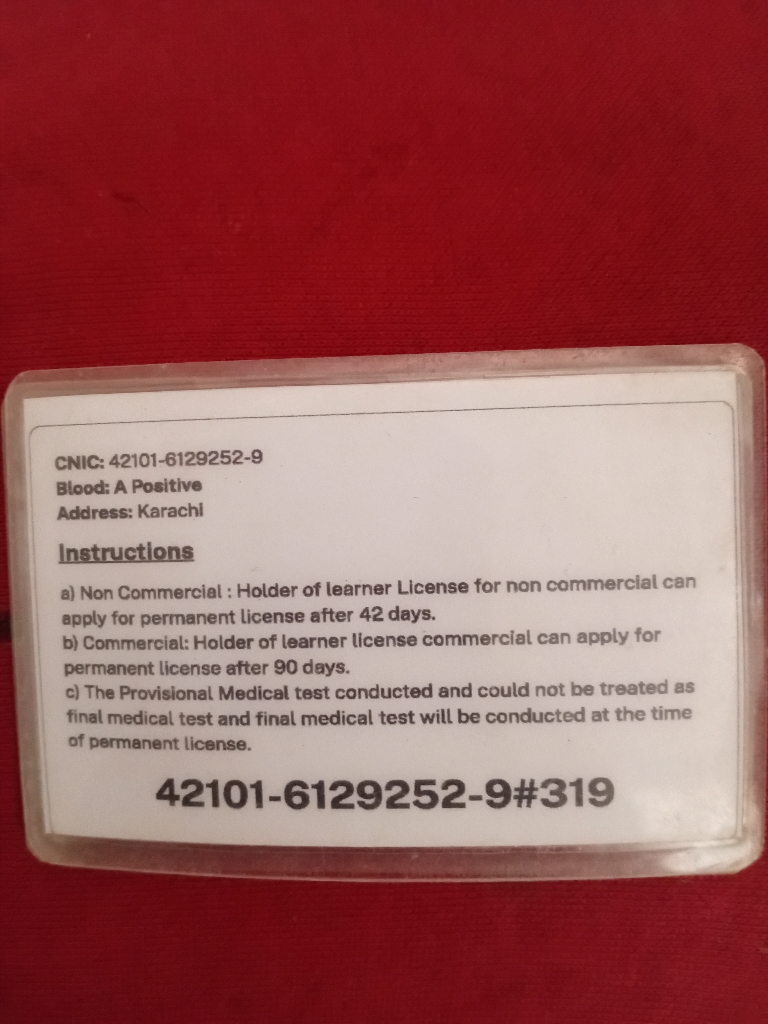 CNIC: 42101-6129252-9
Blood: A Positive
Address: Karachi
Instructions
a) Non Commercial : Holder of learner License for non commercial can
apply for permanent license after 42 days.
b) Commercial: Holder of learner license commercial can apply for
permanent license after 90 days.
c) The Provisional Medical test conducted and could not be treated as
final medical test and final medical test will be conducted at the time
of permanent license.
42101-6129252-9#319